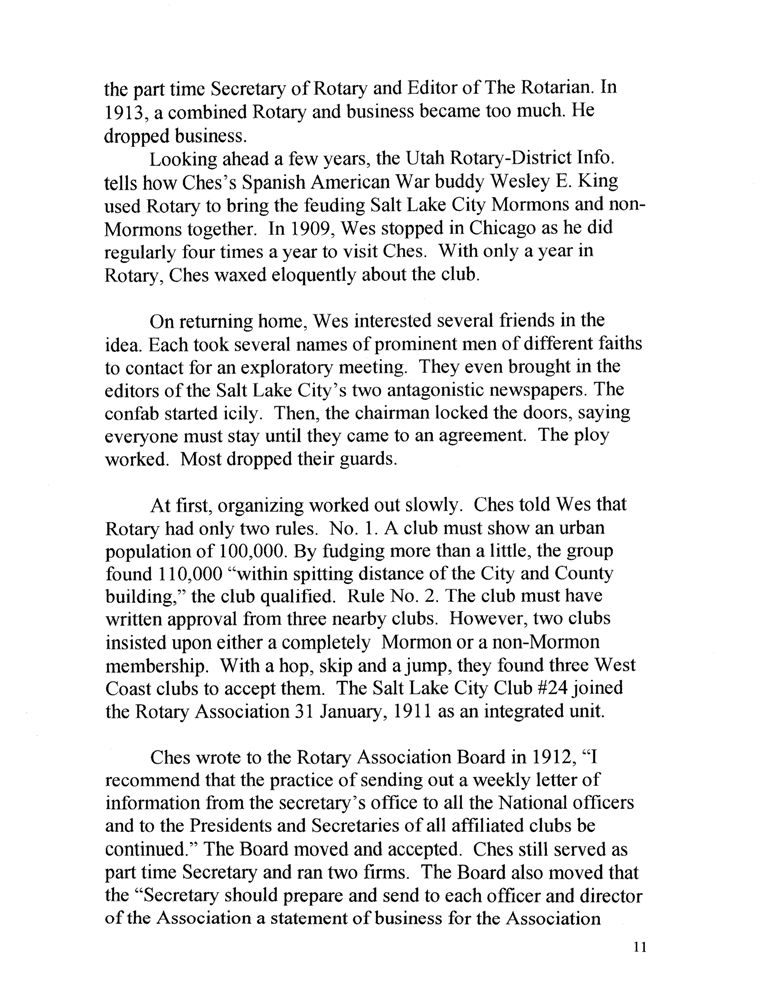 the part time Secretary of Rotary and Editor of The Rotarian. In
1913, a combined Rotary and business became too much. He
dropped business.
Looking ahead a few years, the Utah Rotary-District Info.
tells how Ches's Spanish American War buddy Wesley E. King
used Rotary to bring the feuding Salt Lake City Mormons and non-
Mormons together. In 1909, Wes stopped in Chicago as he did
regularly four times a year to visit Ches. With only a year in
Rotary, Ches waxed eloquently about the club.
On returning home, Wes interested several friends in the
idea. Each took several names of prominent men of different faiths
to contact for an exploratory meeting. They even brought in the
editors of the Salt Lake City's two antagonistic newspapers. The
confab started icily. Then, the chairman locked the doors, saying
everyone must stay until they came to an agreement. The ploy
worked. Most dropped their guards.
At first, organizing worked out slowly. Ches told Wes that
Rotary had only two rules. No. 1. A club must show an urban
population of 100,000. By fudging more than a little, the group
found 110,000 “within spitting distance of the City and County
building,” the club qualified. Rule No. 2. The club must have
written approval from three nearby clubs. However, two clubs
insisted upon either a completely Mormon or a non-Mormon
membership. With a hop, skip and a jump, they found three West
Coast clubs to accept them. The Salt Lake City Club #24 joined
the Rotary Association 31 January, 1911 as an integrated unit.
Ches wrote to the Rotary Association Board in 1912, “I
recommend that the practice of sending out a weekly letter of
information from the secretary's office to all the National officers
and to the Presidents and Secretaries of all affiliated clubs be
continued.” The Board moved and accepted. Ches still served as
part time Secretary and ran two firms. The Board also moved that
the “Secretary should prepare and send to each officer and director
of the Association a statement of business for the Association
11